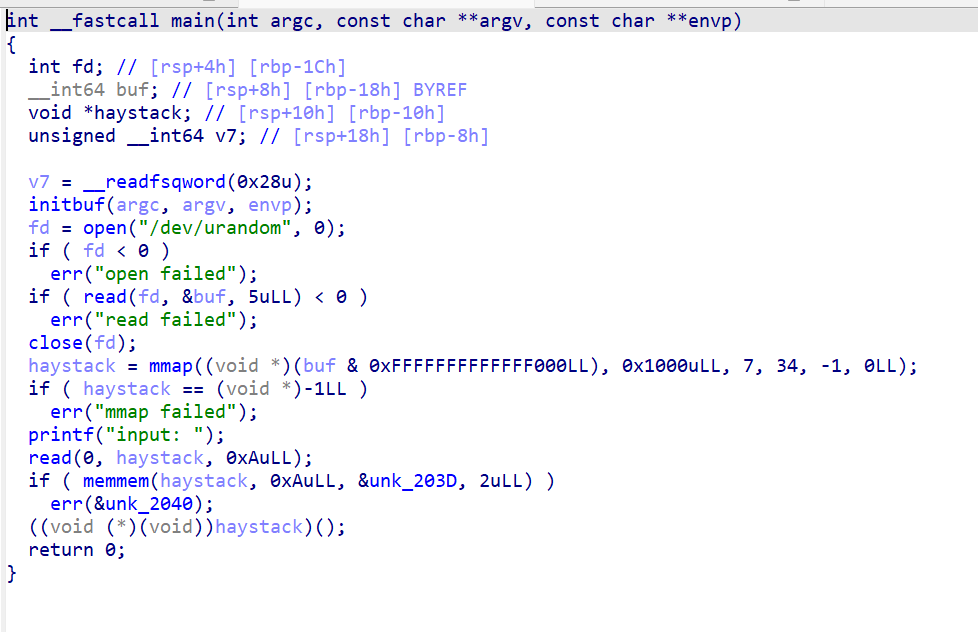 int __fastcall main(int argc, const char **argv, const char **envp)
{
  int fd; // [rsp+4h] [rbp-1Ch]
  __int64 buf; // [rsp+8h] [rbp-18h] BYREF
  void *haystack; // [rsp+10h] [rbp-10h]
  unsigned __int64 v7; // [rsp+18h] [rbp-8h]

  v7 = __readfsqword(0x28u);
  initbuf(argc, argv, envp);
  fd = open("/dev/urandom", 0);
  if ( fd < 0 )
    err("open failed");
  if ( read(fd, &buf, 5uLL) < 0 )
    err("read failed");
  close(fd);
  haystack = mmap((void *)(buf & 0xFFFFFFFFFFFFF000LL), 0x1000uLL, 7, 34, -1, 0LL);
  if ( haystack == (void *)-1LL )
    err("mmap failed");
  printf("input: ");
  read(0, haystack, 0xAuLL);
  if ( memmem(haystack, 0xAuLL, &unk_203D, 2uLL) )
    err(&unk_2040);
  ((void (*)(void))haystack)();
  return 0;
}